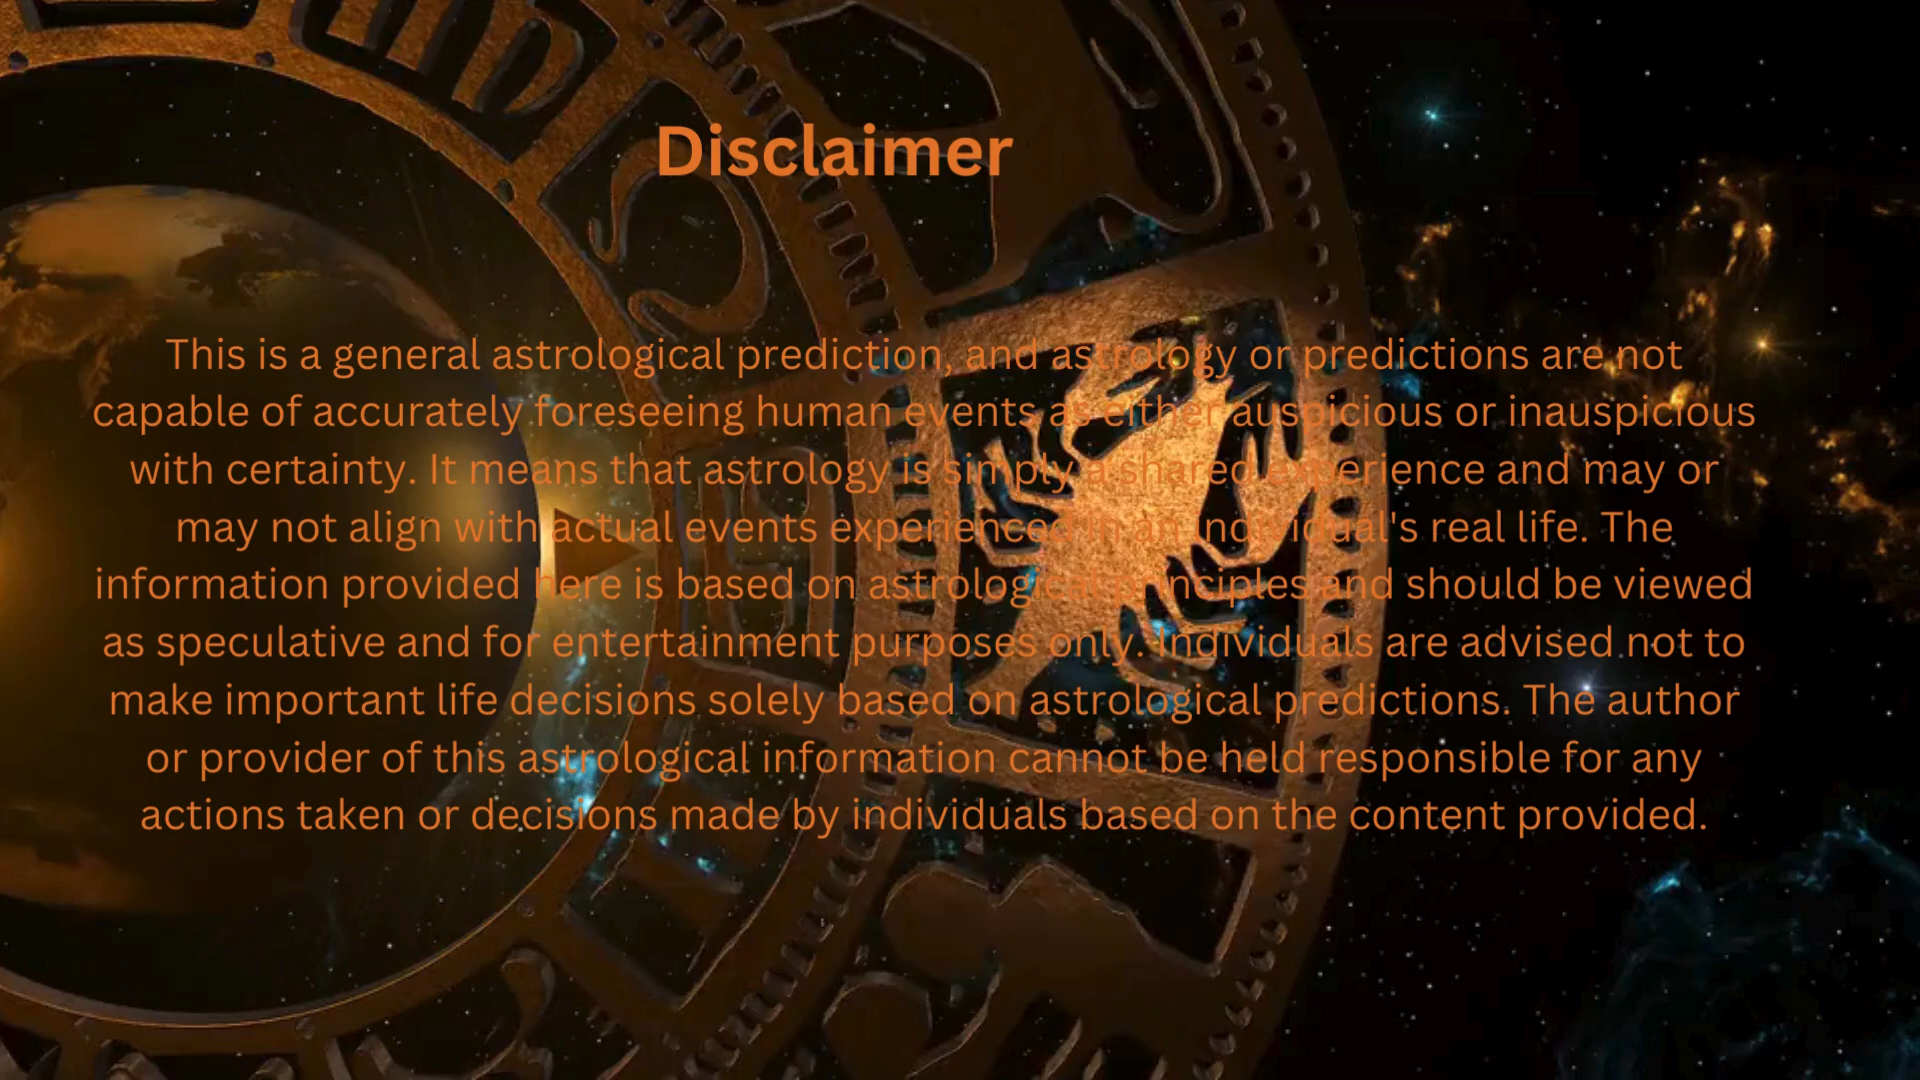 Disclaimer
This is a general astrological prediction, and astrology or predictions are not
capable of accurately foreseeing human events as either auspicious or inauspicious
with certainty. It means that astrology is simply a shared experience and may or
may not align with actual events experienced in an individual's real life. The
information provided here is based on astrological principles and should be viewed
as speculative and for entertainment purposes only. Individuals are advised not to
make important life decisions solely based on astrological predictions. The author
or provider of this astrological information cannot be held responsible for any
actions taken or decisions made by individuals based on the content provided.